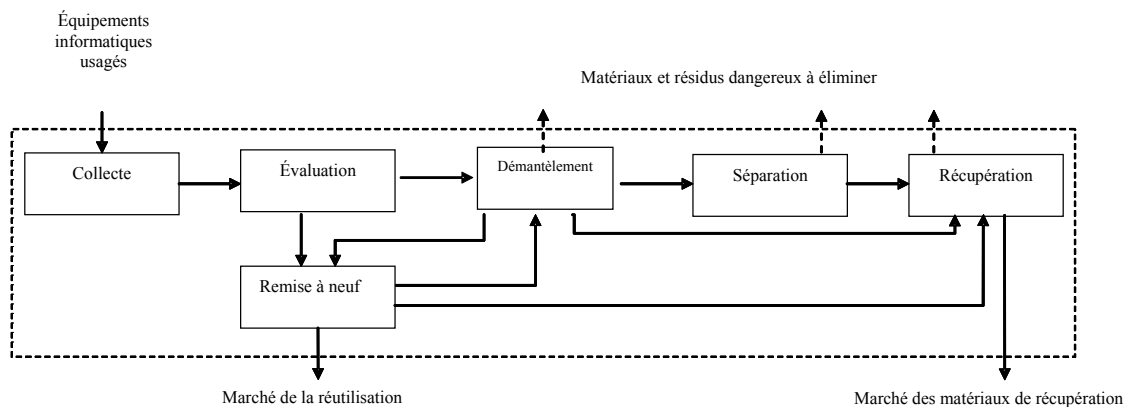 Équipements
informatiques
usagés
Matériaux et résidus dangereux à éliminer
Collecte
Évaluation
Démantèlement
Séparation
Récupération
Remise à neuf
Marché de la réutilisation
Marché des matériaux de récupération